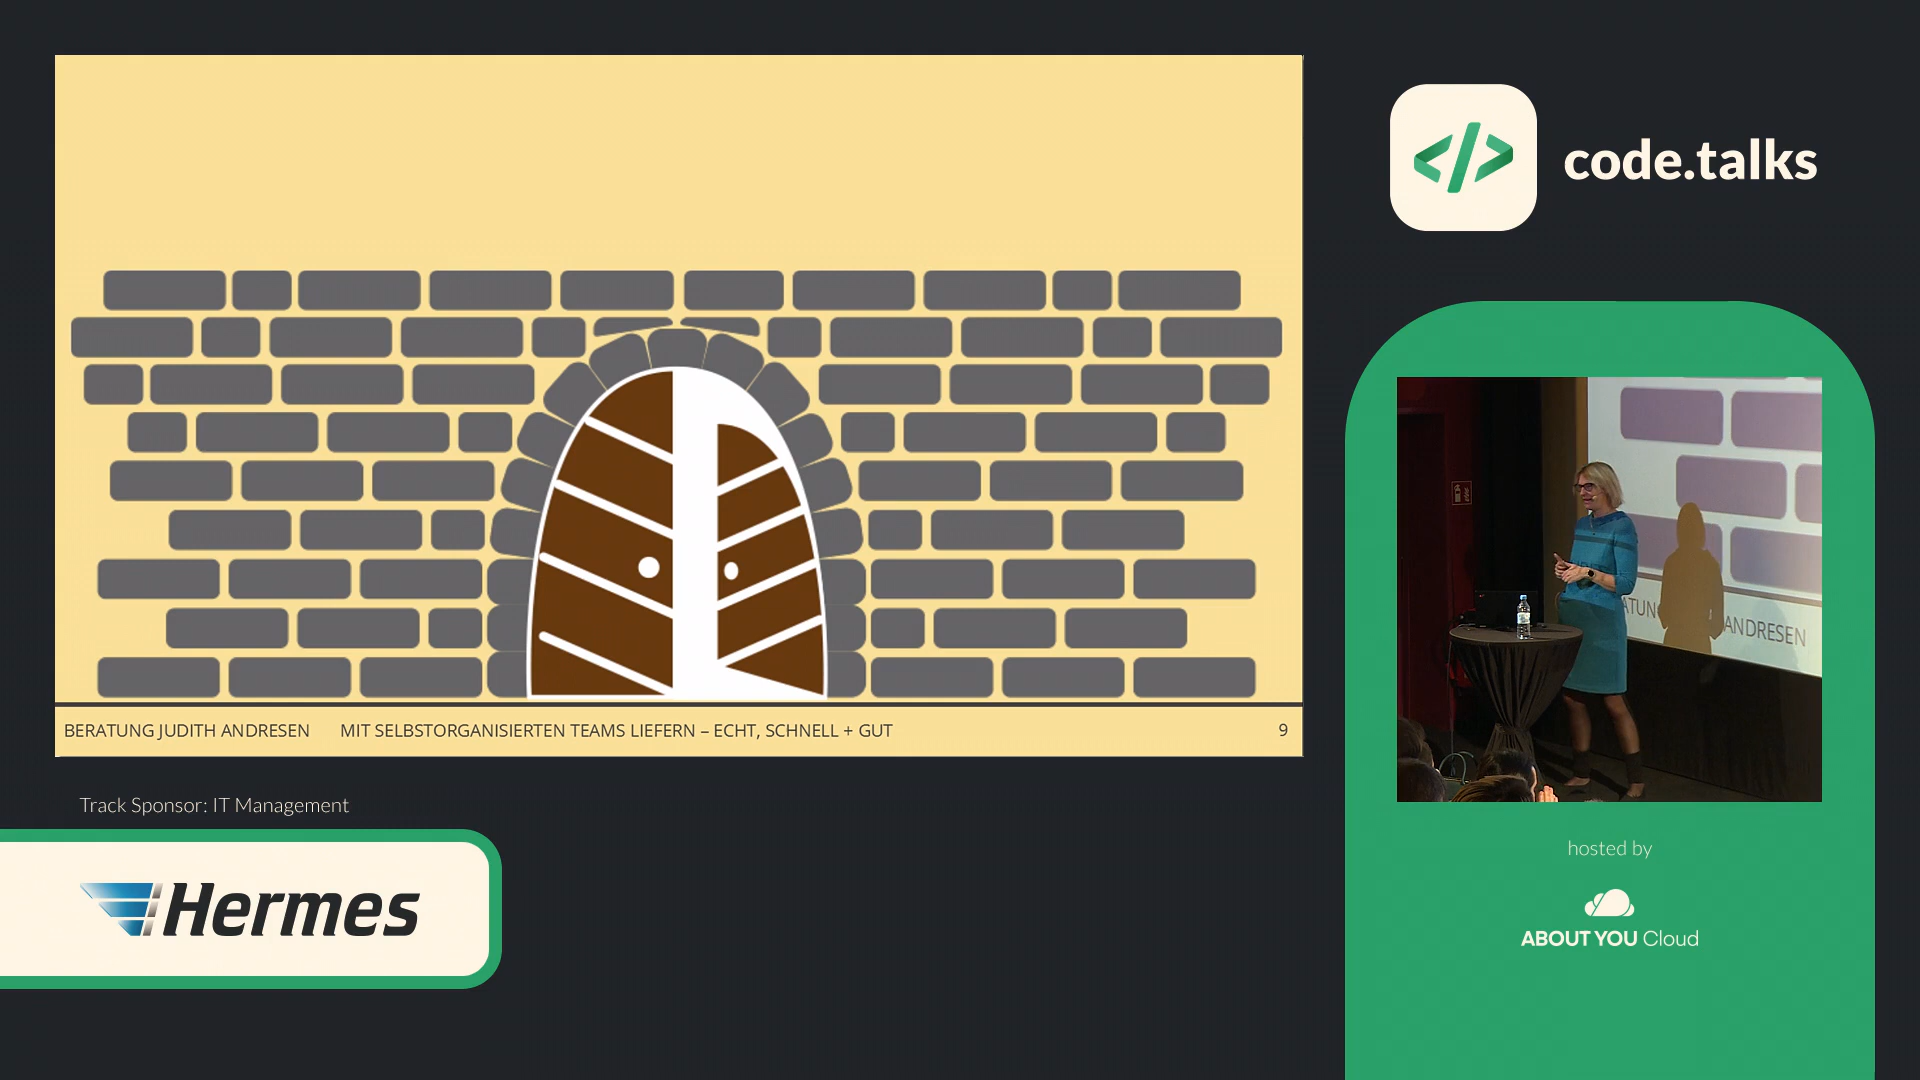 code.talks
BERATUNG JUDITH ANDRESEN MIT SELBSTORGANISIERTEN TEAMS LIEFERN – ECHT, SCHNELL + GUT 9
ATUNG ANDRESEN
Track Sponsor: IT Management
Hermes
hosted by
ABOUT YOU Cloud